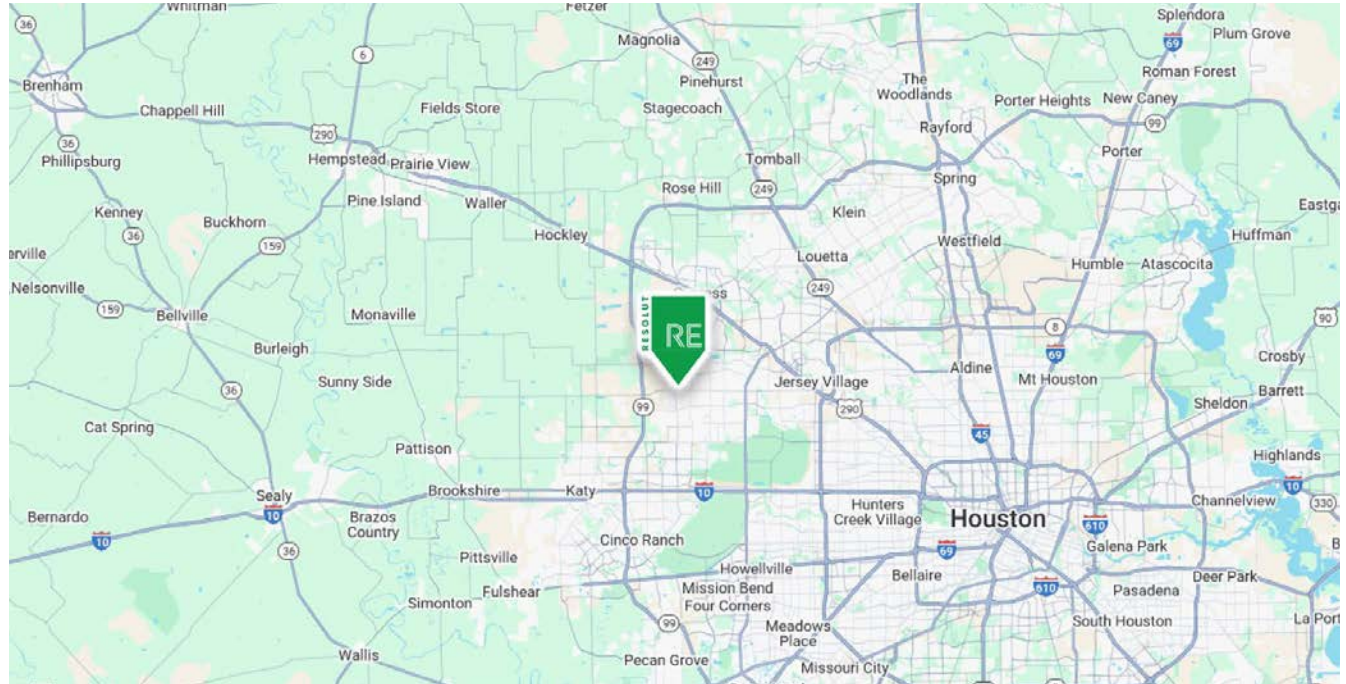 Whitman
Fetzer
Splendora
36
69
Plum Grove
Magnolia
6
249
Pinehurst
The
Woodlands
Roman Forest
Brenham
Stagecoach
Porter Heights
New Caney
Chappell Hill
Fields Store
99
290
Rayford
36
Hempstead
Prairie View
Tomball
Porter
Phillipsburg
249
Spring
Rose Hill
Pine Island
Waller
Kenney
Buckhorn
Klein
36
Hockley
Huffman
159
Westfield
erville
Louetta
Humble
Atascocita
Nelsonville
249
159
RESOLUT
RE
ess
Monaville
Bellville
8
90
Burleigh
69
Crosby
Aldine
Mt Houston
Sunny Side
Jersey Village
Barrett
36
99
290
Sheldon
Cat Spring
45
Pattison
Highlands
Sealy
Brookshire
Katy
10
10
Channelview
330
10
Bernardo
Brazos
Country
Hunters
Creek Village
Houston
610
10
36
Cinco Ranch
Galena Park
Pittsville
69
Howellville
Bellaire
Deer Park
Fulshear
Mission Bend
610
Pasadena
Simonton
Four Corners
99
Meadows
Place
South Houston
La Port
Wallis
Pecan Grove
Missouri City